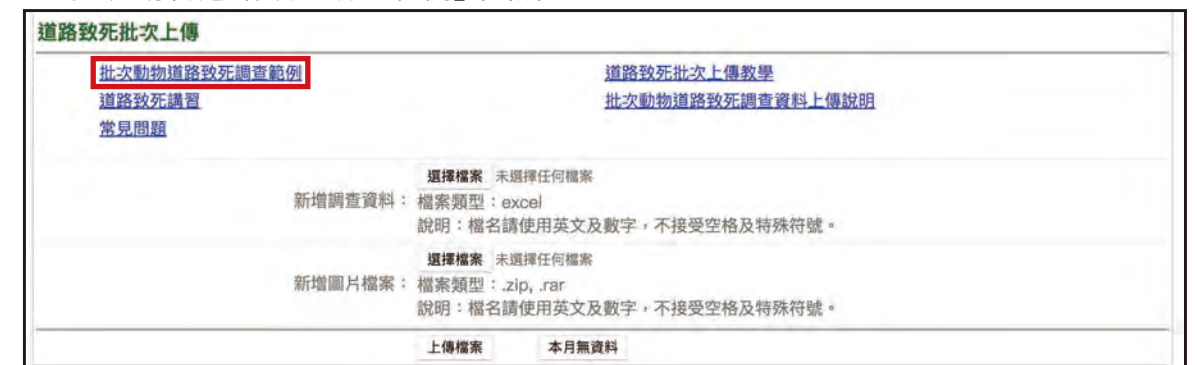 道路致死批次上傳
批次動物道路致死調查範例
道路致死批次上傳教學
道路致死講習
批次動物道路致死調查資料上傳說明
常見問題
選擇檔案 未選擇任何檔案
新增調查資料：
檔案類型：excel
說明：檔名請使用英文及數字，不接受空格及特殊符號。
選擇檔案 未選擇任何檔案
新增圖片檔案：
檔案類型：.zip, .rar
說明：檔名請使用英文及數字，不接受空格及特殊符號。
上傳檔案
本月無資料